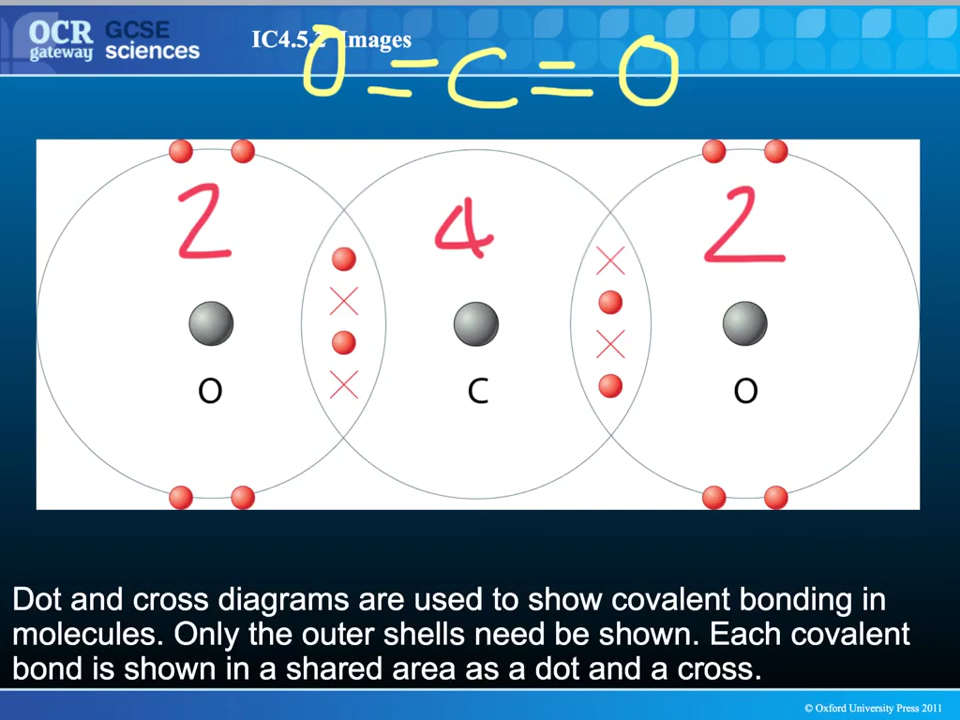 OCR gateway GCSE sciences
IC4.5.2 Images
O=C=O
2 4 2
O C O
Dot and cross diagrams are used to show covalent bonding in
molecules. Only the outer shells need be shown. Each covalent
bond is shown in a shared area as a dot and a cross.
© Oxford University Press 2011